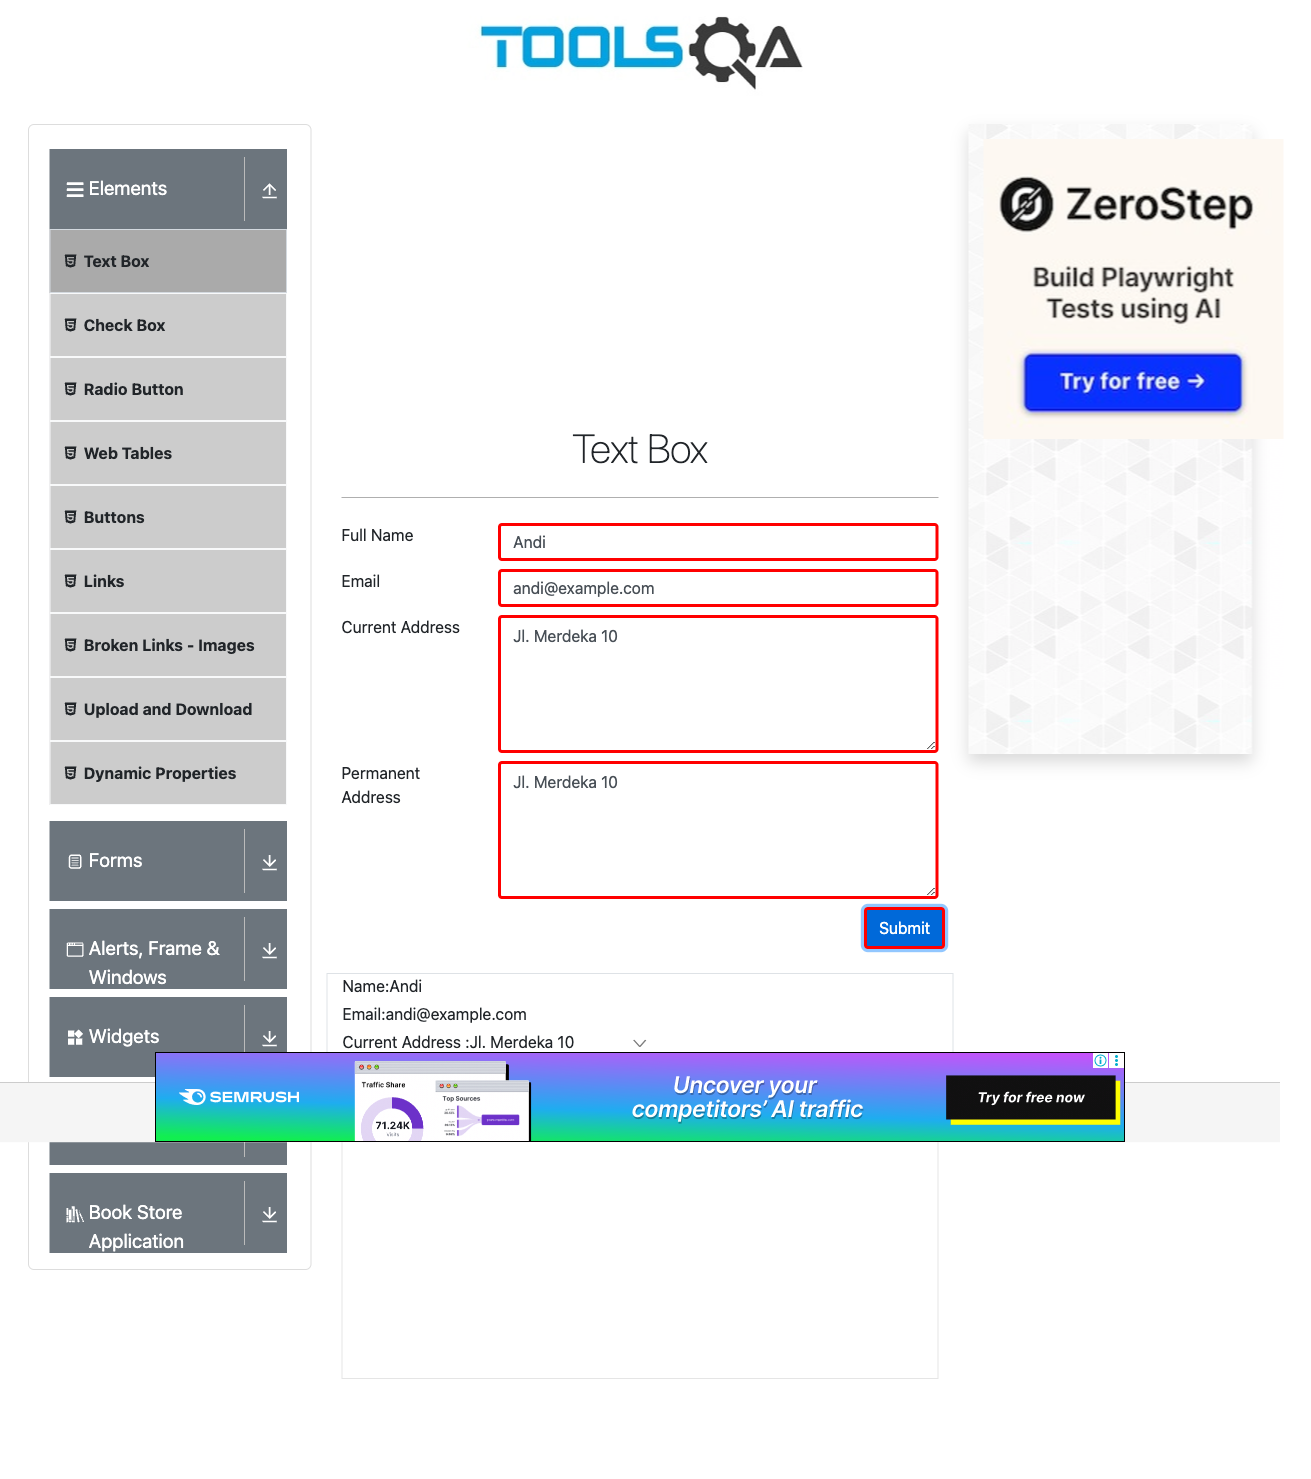 TOOLSQA
Elements
Text Box
Check Box
Radio Button
Web Tables
Buttons
Links
Broken Links - Images
Upload and Download
Dynamic Properties
Forms
Alerts, Frame &
Windows
Widgets
Book Store
Application
Text Box
Full Name
Andi
Email
andi@example.com
Current Address
Jl. Merdeka 10
Permanent
Address
Jl. Merdeka 10
Submit
Name:Andi
Email:andi@example.com
Current Address :Jl. Merdeka 10
ZeroStep
Build Playwright
Tests using AI
Try for free →
SEMRUSH
Traffic Share
71.24K
Visits
Top Sources
Uncover your
competitors’ AI traffic
Try for free now